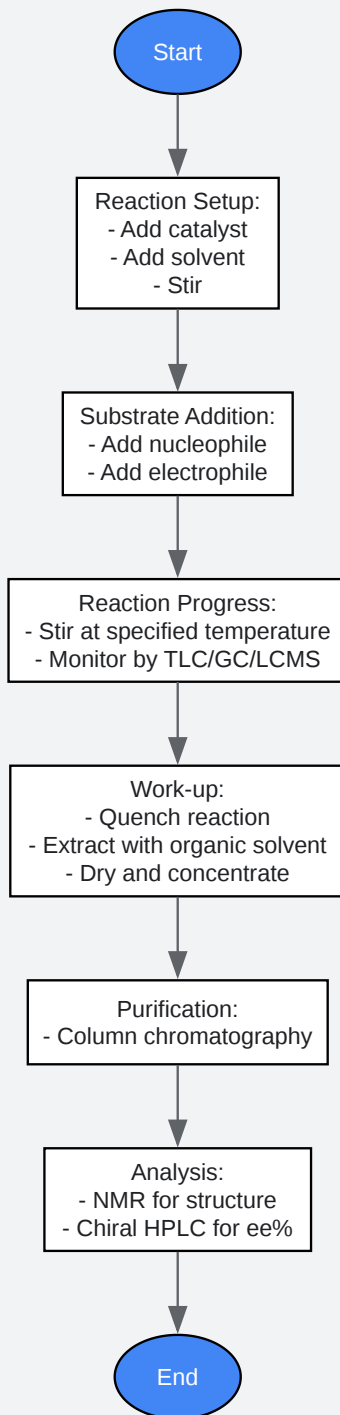 Start
Reaction Setup:
- Add catalyst
- Add solvent
- Stir
Substrate Addition:
- Add nucleophile
- Add electrophile
Reaction Progress:
- Stir at specified temperature
- Monitor by TLC/GC/LCMS
Work-up:
- Quench reaction
- Extract with organic solvent
- Dry and concentrate
Purification:
- Column chromatography
Analysis:
- NMR for structure
- Chiral HPLC for ee%
End